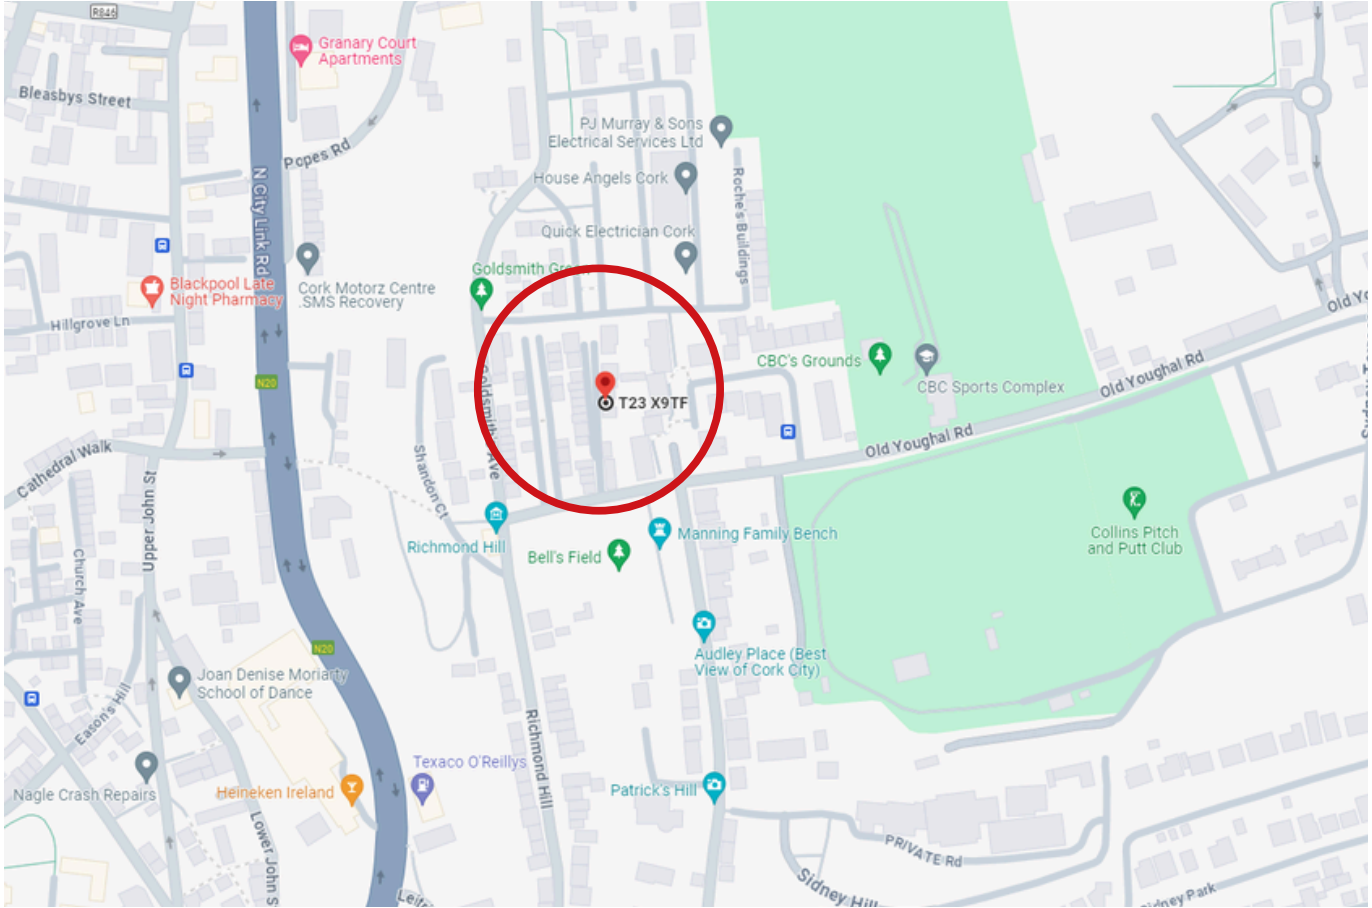 R846
Granary Court
Apartments
Bleasbys Street
PJ Murray & Sons
Electrical Services Ltd
Popes Rd
N City Link Rd
House Angels Cork
Roche's Buildings
Quick Electrician Cork
Goldsmith Green
Blackpool Late
Night Pharmacy
Cork Motorz Centre
.SMS Recovery
Hillgrove Ln
Old Yo
CBC's Grounds
CBC Sports Complex
N20
Old Youghal Rd
T23 X9TF
Goldsmith's Ave
Old Youghal Rd
Cathedral Walk
Shandon Ct
Upper John St
Richmond Hill
Manning Family Bench
Bell's Field
Collins Pitch
and Putt Club
Church Ave
N20
Audley Place (Best
View of Cork City)
Joan Denise Moriarty
School of Dance
Eason's Hill
Richmond Hill
Texaco O'Reillys
Heineken Ireland
Nagle Crash Repairs
Patrick's Hill
Lower John S
PRIVATE Rd
Sidney Hill
idney Park
Leit